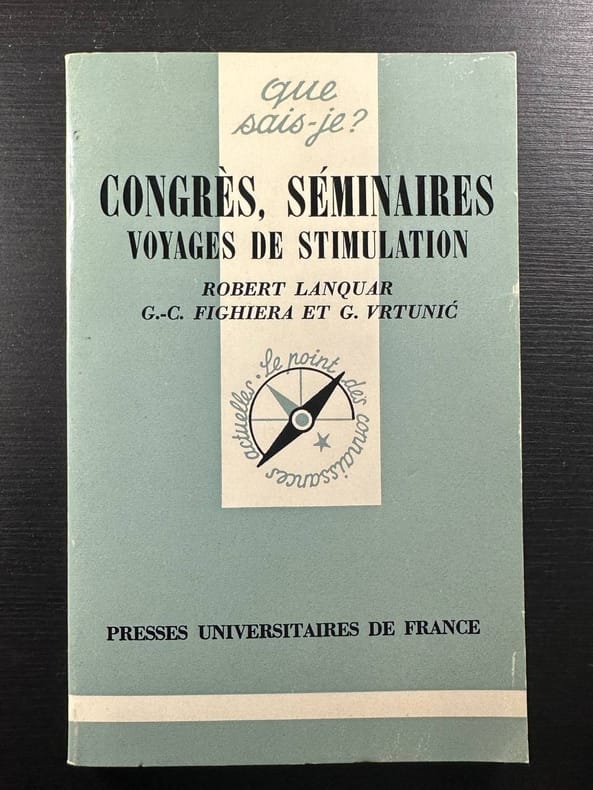 que
sais-je?
CONGRÈS, SÉMINAIRES
VOYAGES DE STIMULATION
ROBERT LANQUAR
G.-C. FIGHIERA ET G. VRTUNIĆ
Le point des connaissances actuelles.
PRESSES UNIVERSITAIRES DE FRANCE